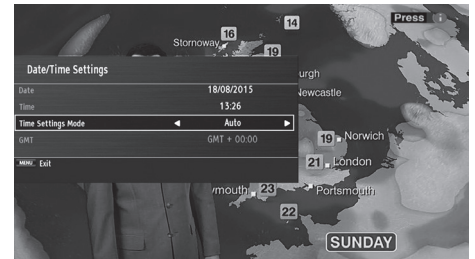 14
16
Press i
Stornoway
19
Date/Time Settings
urgh
Date 18/08/2015
Newcastle
Time 13:26
Time Settings Mode Auto
GMT GMT + 00:00
19 Norwich
MENU Exit
21 London
ymouth 23 Portsmouth
22
SUNDAY